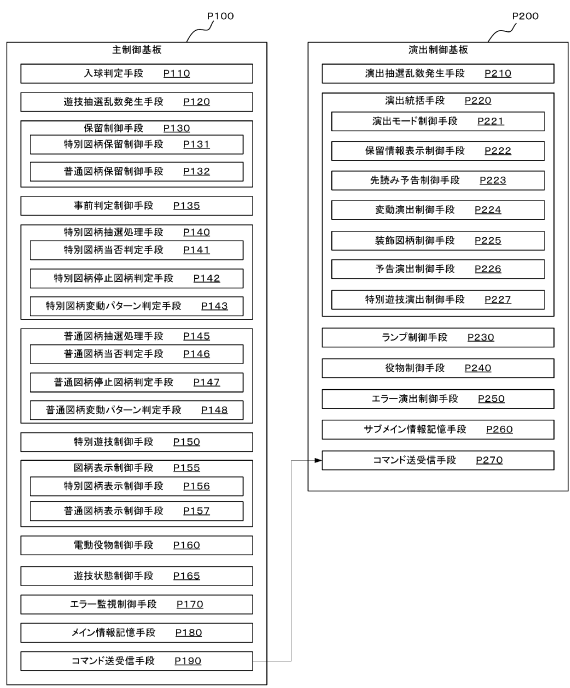 P100
主制御基板
入球判定手段 P110
遊技抽選乱数発生手段 P120
保留制御手段 P130
特別図柄保留制御手段 P131
普通図柄保留制御手段 P132
事前判定制御手段 P135
特別図柄抽選処理手段 P140
特別図柄当否判定手段 P141
特別図柄停止図柄判定手段 P142
特別図柄変動パターン判定手段 P143
普通図柄抽選処理手段 P145
普通図柄当否判定手段 P146
普通図柄停止図柄判定手段 P147
普通図柄変動パターン判定手段 P148
特別遊技制御手段 P150
図柄表示制御手段 P155
特別図柄表示制御手段 P156
普通図柄表示制御手段 P157
電動役物制御手段 P160
遊技状態制御手段 P165
エラー監視制御手段 P170
メイン情報記憶手段 P180
コマンド送受信手段 P190
P200
演出制御基板
演出抽選乱数発生手段 P210
演出統括手段 P220
演出モード制御手段 P221
保留情報表示制御手段 P222
先読み予告制御手段 P223
変動演出制御手段 P224
装飾図柄制御手段 P225
予告演出制御手段 P226
特別遊技演出制御手段 P227
ランプ制御手段 P230
役物制御手段 P240
エラー演出制御手段 P250
サブメイン情報記憶手段 P260
コマンド送受信手段 P270